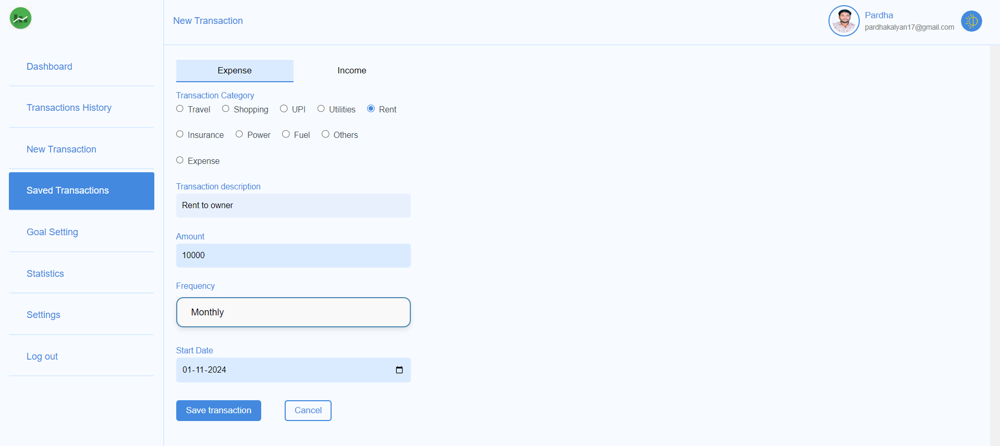 New Transaction
Pardha
pardhakalyan17@gmail.com
Dashboard
Transactions History
New Transaction
Saved Transactions
Goal Setting
Statistics
Settings
Log out
Expense Income
Transaction Category
Travel Shopping UPI Utilities Rent
Insurance Power Fuel Others
Expense
Transaction description
Rent to owner
Amount
10000
Frequency
Monthly
Start Date
01-11-2024
Save transaction Cancel